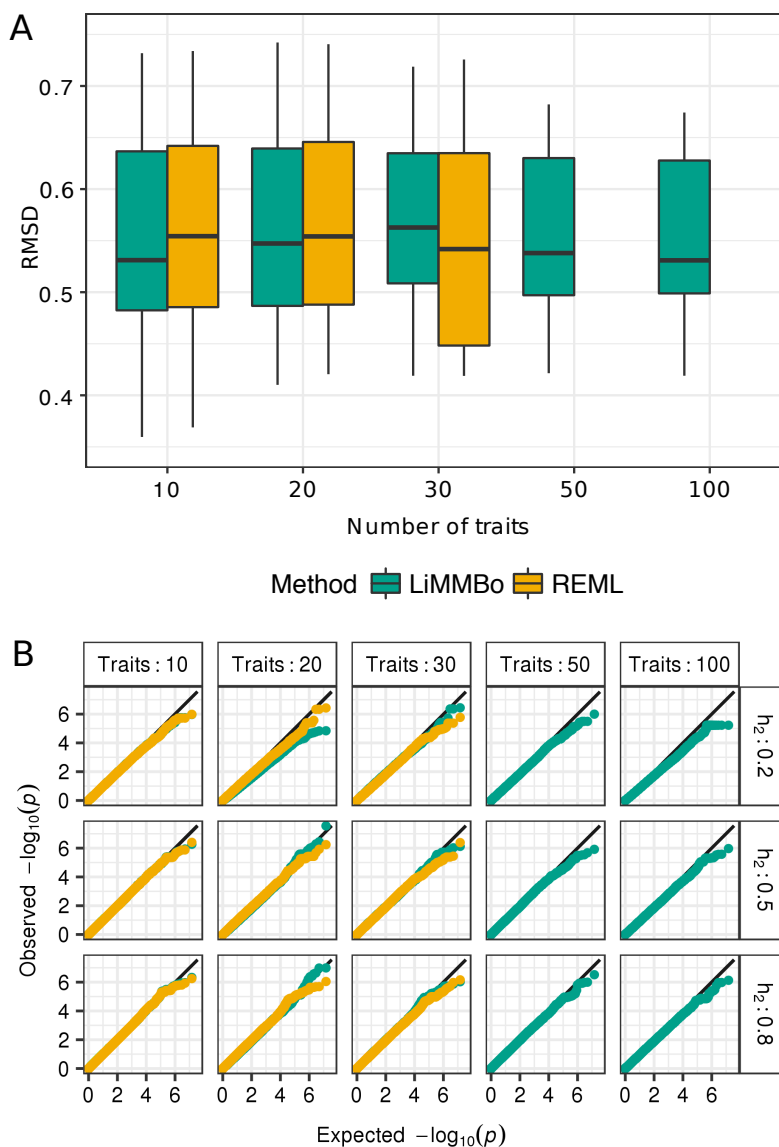 A
0.7
0.6
0.5
0.4
RMSD
10 20 30 50 100
Number of traits
Method LiMMBo REML
B
Traits : 10 Traits : 20 Traits : 30 Traits : 50 Traits : 100
6
4
2
0
h₂ : 0.2
6
4
2
0
h₂ : 0.5
6
4
2
0
h₂ : 0.8
Observed −log₁₀(p)
0 2 4 6 0 2 4 6 0 2 4 6 0 2 4 6 0 2 4 6
Expected −log₁₀(p)